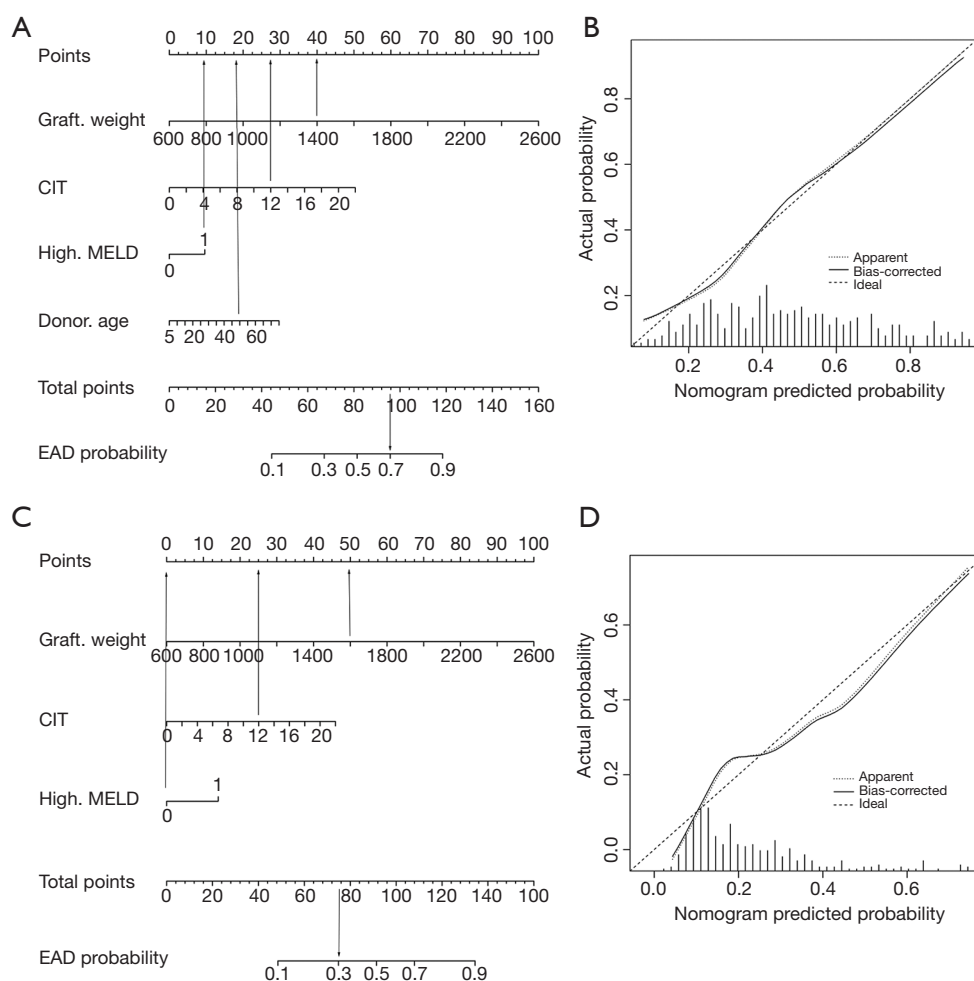 A
Points
0 10 20 30 40 50 60 70 80 90 100
Graft. weight
600 800 1000 1400 1800 2200 2600
CIT
0 4 8 12 16 20
High. MELD
1
0
Donor. age
5 20 30 40 60
Total points
0 20 40 60 80 100 120 140 160
EAD probability
0.1 0.3 0.5 0.7 0.9
B
Actual probability
0.8
0.6
0.4
0.2
Apparent
Bias-corrected
Ideal
0.2 0.4 0.6 0.8
Nomogram predicted probability
C
Points
0 10 20 30 40 50 60 70 80 90 100
Graft. weight
600 800 1000 1400 1800 2200 2600
CIT
0 4 8 12 16 20
High. MELD
1
0
Total points
0 20 40 60 80 100 120 140 160
EAD probability
0.1 0.3 0.5 0.7 0.9
D
Actual probability
0.6
0.4
0.2
0.0
Apparent
Bias-corrected
Ideal
0.0 0.2 0.4 0.6
Nomogram predicted probability